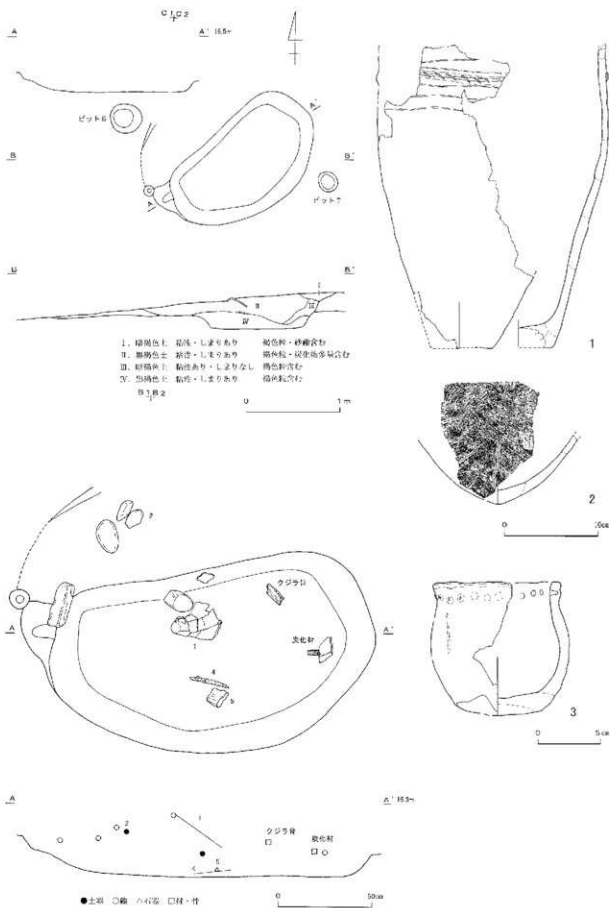 C1 C2
A
A' 16.5m
ピット6
A'
B
B'
A
ピット7
B
B'
Ⅰ. 暗褐色土 粘性・しまりあり 褐色粒・砂礫含む
Ⅱ. 黒褐色土 粘性・しまりあり 褐色粒・炭化物多量含む
Ⅲ. 暗褐色土 粘性あり・しまりなし 褐色粒含む
Ⅳ. 黒褐色土 粘性・しまりあり 褐色粒含む
B1 B2
0 1m
1
2
0
3
0 5cm
2
クジラ骨
A
A'
1
炭化材
4
5
A
A' 16.3m
2
1
クジラ骨
炭化材
4
5
●土器 ○礫 △石器 □材・骨
0 50cm